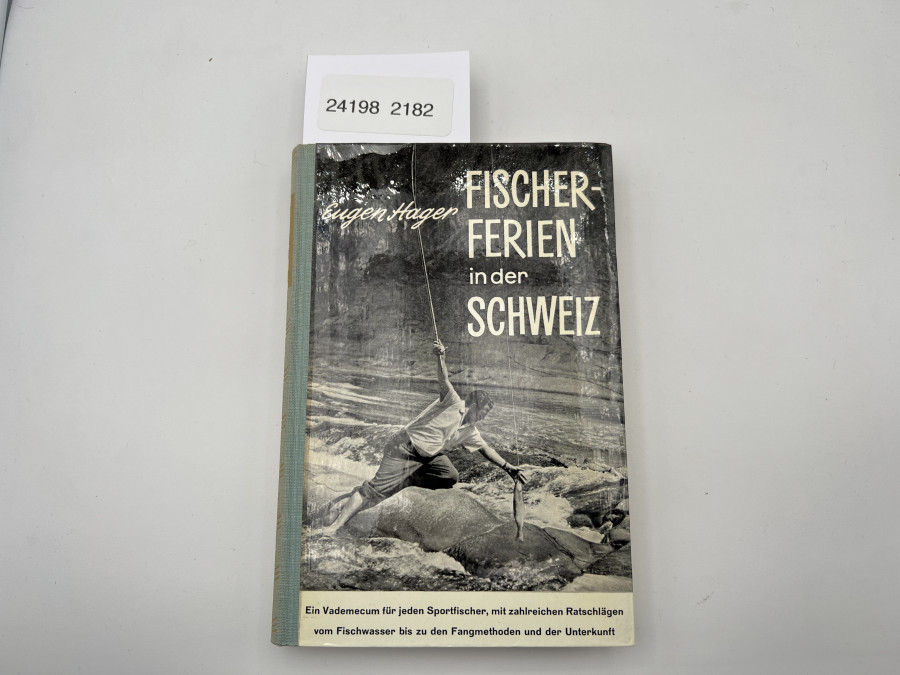 24198 2182
Eugen Hager
FISCHER-
FERIEN
in der
SCHWEIZ
Ein Vademecum für jeden Sportfischer, mit zahlreichen Ratschlägen
vom Fischwasser bis zu den Fangmethoden und der Unterkunft